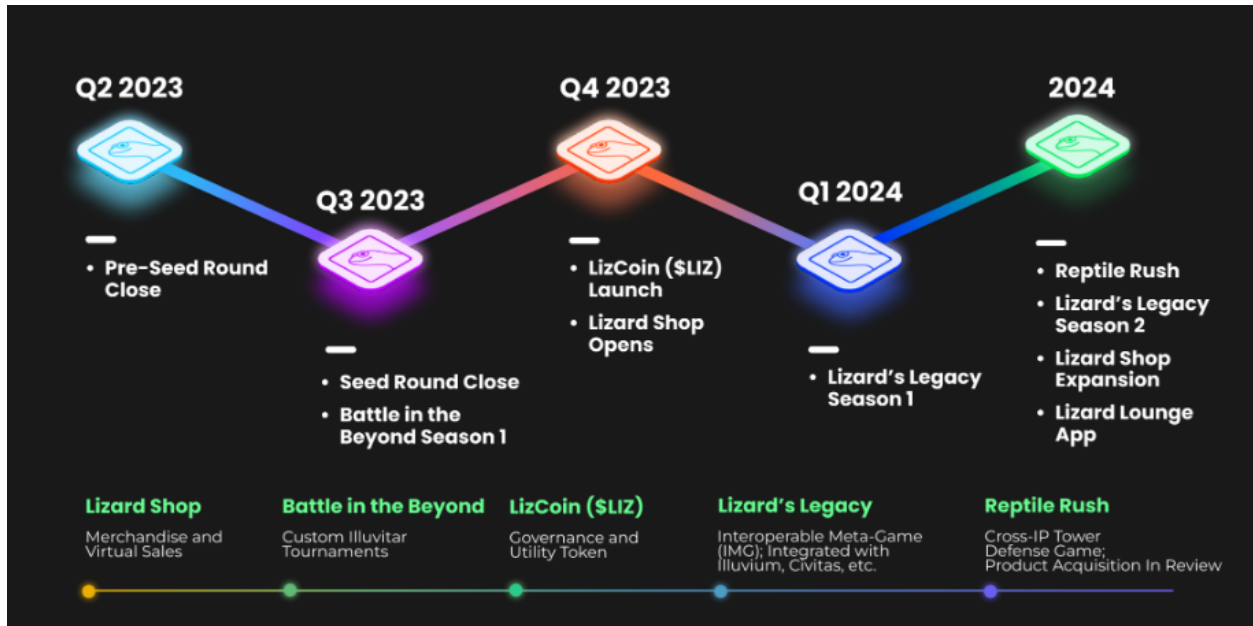 Q2 2023
• Pre-Seed Round
Close
Q3 2023
• Seed Round Close
• Battle in the
Beyond Season 1
Q4 2023
• LizCoin ($LIZ)
Launch
• Lizard Shop
Opens
Q1 2024
• Lizard's Legacy
Season 1
2024
• Reptile Rush
• Lizard's Legacy
Season 2
• Lizard Shop
Expansion
• Lizard Lounge
App
Lizard Shop
Merchandise and
Virtual Sales
Battle in the Beyond
Custom Illuvitar
Tournaments
LizCoin ($LIZ)
Governance and
Utility Token
Lizard's Legacy
Interoperable Meta-Game
(IMG); Integrated with
Illuvium, Civitas, etc.
Reptile Rush
Cross-IP Tower
Defense Game;
Product Acquisition In Review